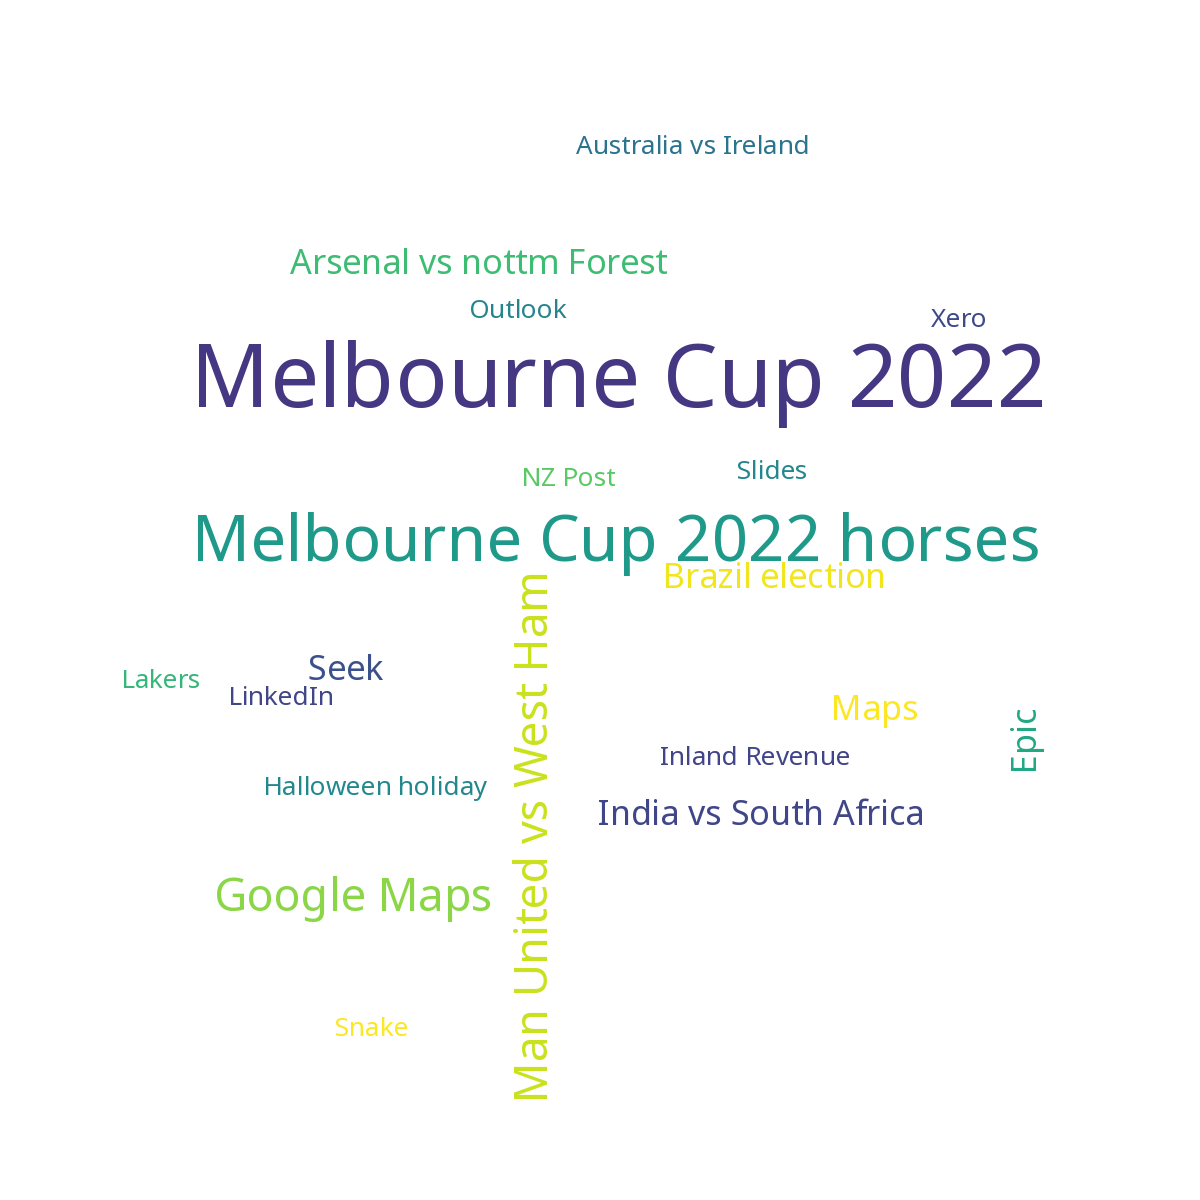 Australia vs Ireland
Arsenal vs nottm Forest
Outlook
Xero
Melbourne Cup 2022
NZ Post
Slides
Melbourne Cup 2022 horses
Brazil election
Man United vs West Ham
Seek
Lakers
LinkedIn
Maps
Epic
Inland Revenue
Halloween holiday
India vs South Africa
Google Maps
Snake